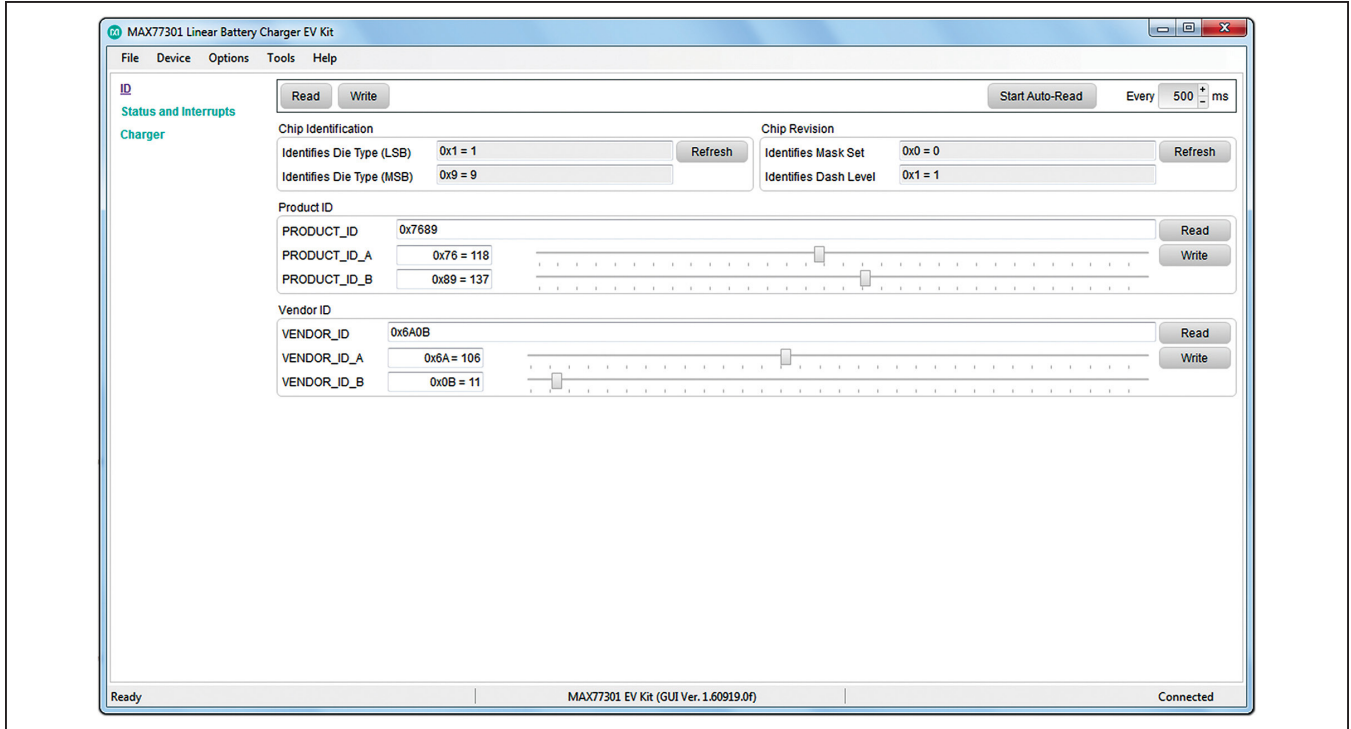 MAX77301 Linear Battery Charger EV Kit
File Device Options Tools Help
ID
Status and Interrupts
Charger
Read Write Start Auto-Read Every 500 ms
Chip Identification
Identifies Die Type (LSB) 0x1 = 1 Refresh
Identifies Die Type (MSB) 0x9 = 9
Chip Revision
Identifies Mask Set 0x0 = 0 Refresh
Identifies Dash Level 0x1 = 1
Product ID
PRODUCT_ID 0x7689 Read
PRODUCT_ID_A 0x76 = 118 Write
PRODUCT_ID_B 0x89 = 137
Vendor ID
VENDOR_ID 0x6A0B Read
VENDOR_ID_A 0x6A = 106 Write
VENDOR_ID_B 0x0B = 11
Ready MAX77301 EV Kit (GUI Ver. 1.60919.0f) Connected